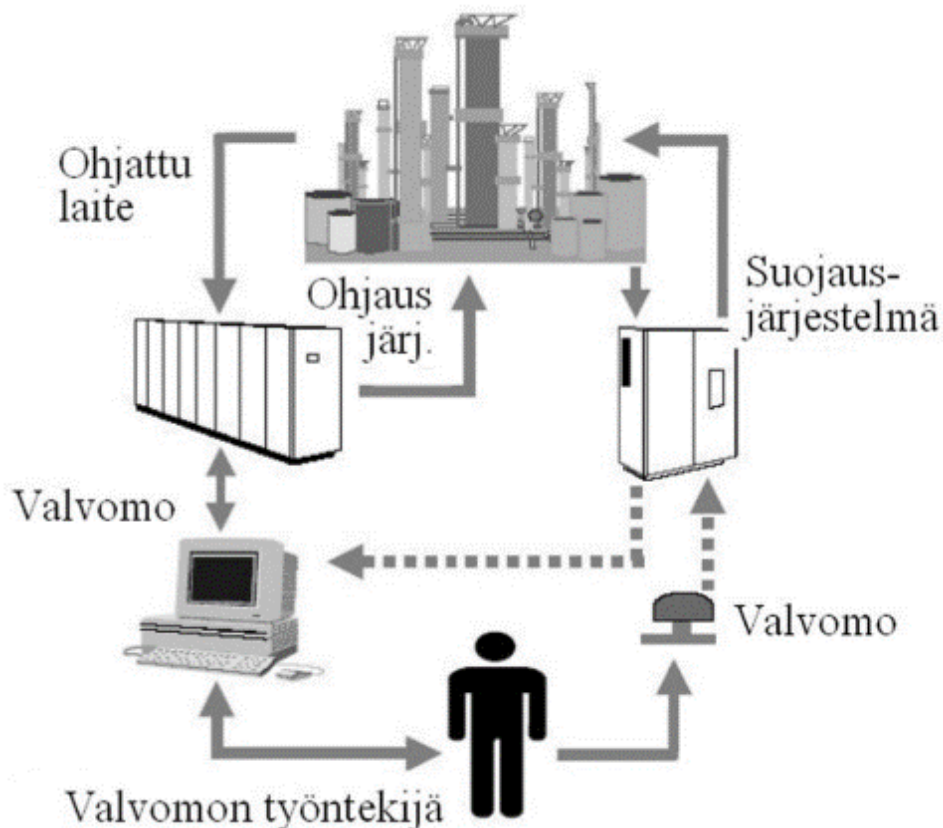 Ohjattu
laite
Ohjaus
järj.
Suojaus-
järjestelmä
Valvomo
Valvomo
Valvomon työntekijä